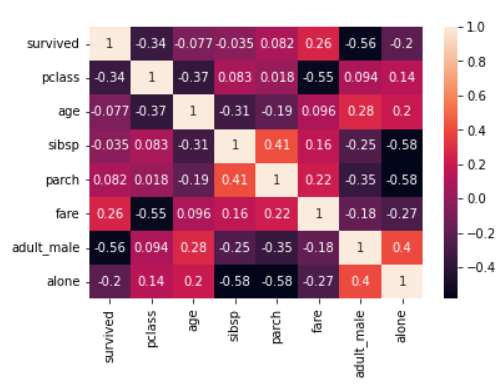 survived 1 -0.34 -0.077 -0.035 0.082 0.26 -0.56 -0.2
pclass -0.34 1 -0.37 0.083 0.018 -0.55 0.094 0.14
age -0.077 -0.37 1 -0.31 -0.19 0.096 0.28 0.2
sibsp -0.035 0.083 -0.31 1 0.41 0.16 -0.25 -0.58
parch 0.082 0.018 -0.19 0.41 1 0.22 -0.35 -0.58
fare 0.26 -0.55 0.096 0.16 0.22 1 -0.18 -0.27
adult_male -0.56 0.094 0.28 -0.25 -0.35 -0.18 1 0.4
alone -0.2 0.14 0.2 -0.58 -0.58 -0.27 0.4 1
survived
pclass
age
sibsp
parch
fare
adult_male
alone
1.0
0.8
0.6
0.4
0.2
0.0
−0.2
−0.4